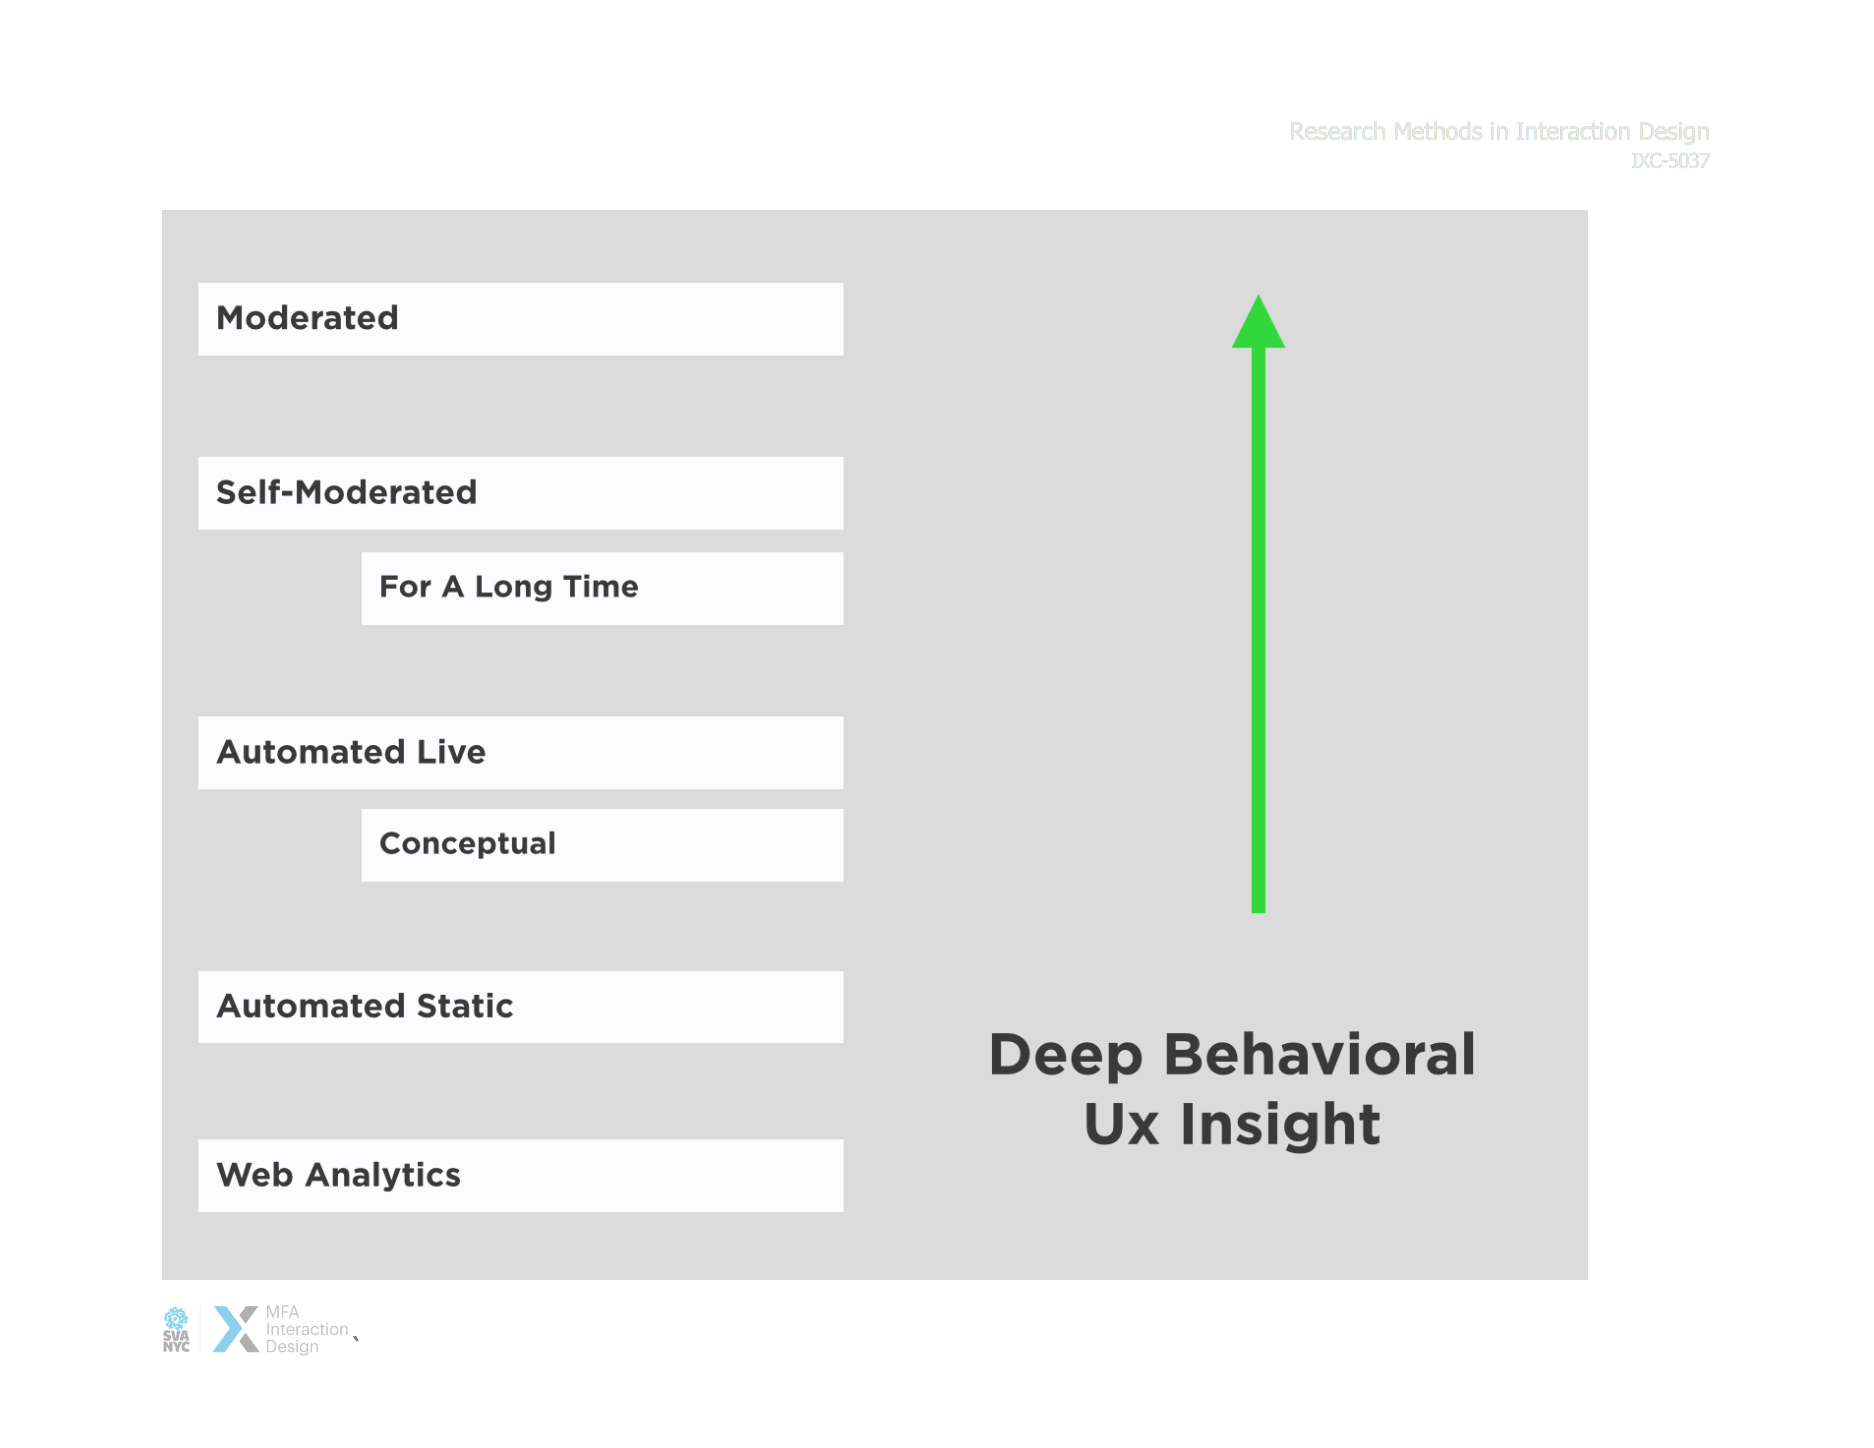 Research Methods in Interaction Design
IXC-5037
Moderated
Self-Moderated
For A Long Time
Automated Live
Conceptual
Automated Static
Web Analytics
Deep Behavioral
Ux Insight
SVA
NYC
MFA
Interaction
Design
`